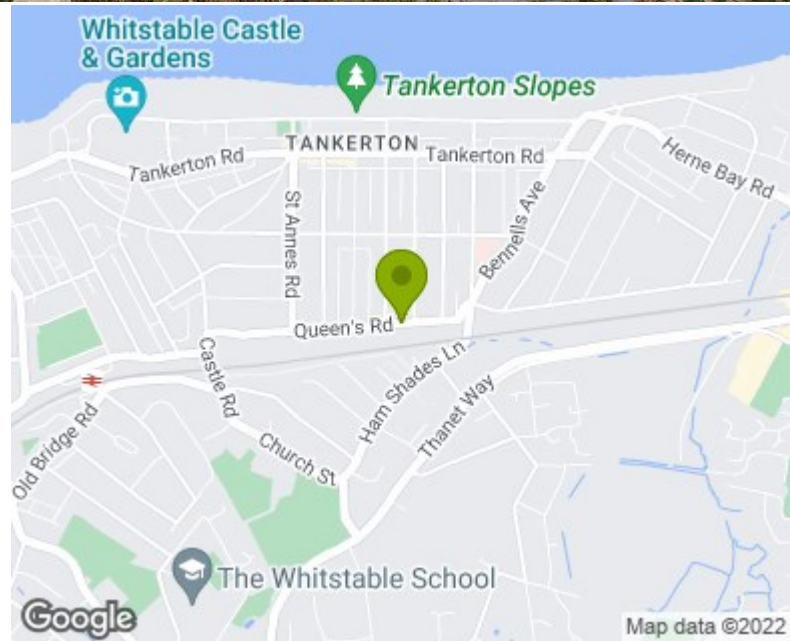 Whitstable Castle
& Gardens
Tankerton Slopes
TANKERTON
Tankerton Rd
Tankerton Rd
Herne Bay Rd
St Annes Rd
Bennells Ave
Queen's Rd
Castle Rd
Ham Shades Ln
Thanet Way
Old Bridge Rd
Church St
The Whitstable School
Google
Map data ©2022